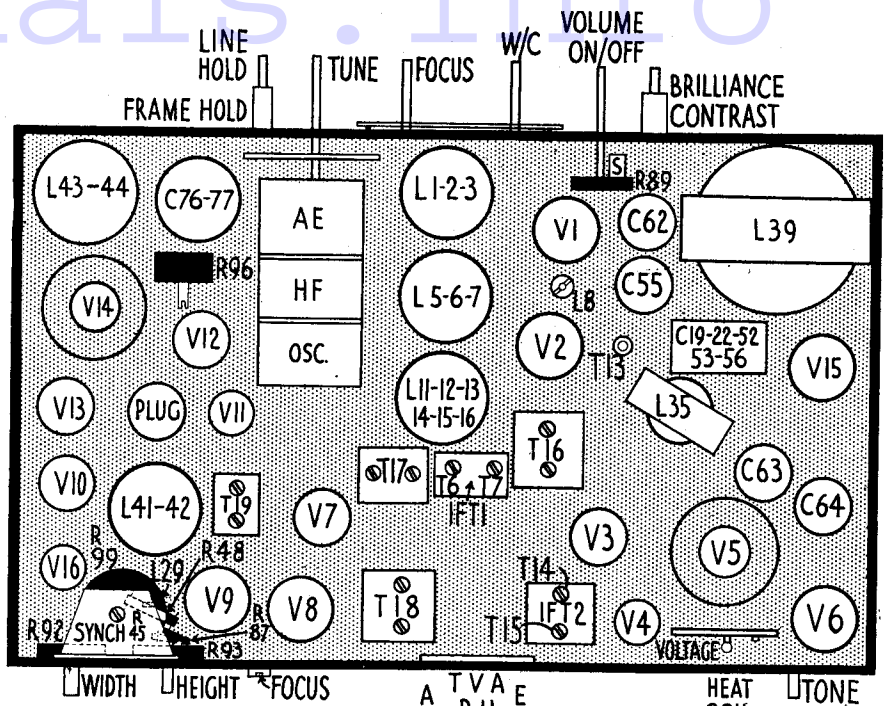 als.info
LINE
HOLD
FRAME HOLD
TUNE
FOCUS
W/C
VOLUME
ON/OFF
BRILLIANCE
CONTRAST
L43-44
C76-77
AE
L1-2-3
S
R89
V1
C62
L39
R96
V14
HF
L5-6-7
L8
C55
V12
OSC.
V2
T13
C19-22-52
53-56
V15
V13
PLUG
V11
L11-12-13
14-15-16
L35
T16
V10
L41-42
T19
T17
T6
T7
IFT1
C63
C64
V7
V3
V5
V16
R
99
L29
R48
V9
V8
T18
T14
IFT2
T15
V4
V6
R92
SYNCH
R
45
R
87
R93
VOLTAGE
WIDTH
HEIGHT
FOCUS
A
T V A
E
HEAT
TONE